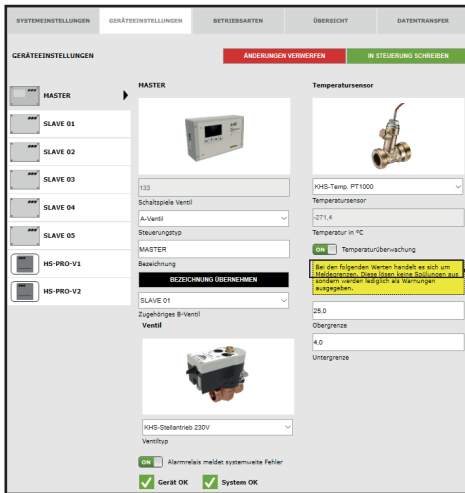 SYSTEMEINSTELLUNGEN
GERÄTEEINSTELLUNGEN
BETRIEBSARTEN
ÜBERSICHT
DATENTRANSFER
GERÄTEEINSTELLUNGEN
ÄNDERUNGEN VERWERFEN
IN STEUERUNG SCHREIBEN
MASTER
SLAVE 01
SLAVE 02
SLAVE 03
SLAVE 04
SLAVE 05
HS-PRO-V1
HS-PRO-V2
MASTER
133
Schaltspiele Ventil
A-Ventil
Steuerungstyp
MASTER
Bezeichnung
BEZEICHNUNG ÜBERNEHMEN
SLAVE 01
Zugehöriges B-Ventil
Ventil
KHS-Stellantrieb 230V
Ventiltyp
ON Alarmrelais meldet systemweite Fehler
Gerät OK System OK
Temperatursensor
KHS-Temp. PT1000
Temperatursensor
-271,4
Temperatur in °C
ON Temperaturüberwachung
Bei den folgenden Werten handelt es sich um
Meldegrenzen. Diese lösen keine Spülungen aus
sondern werden lediglich als Warnungen
ausgegeben.
25,0
Obergrenze
4,0
Untergrenze